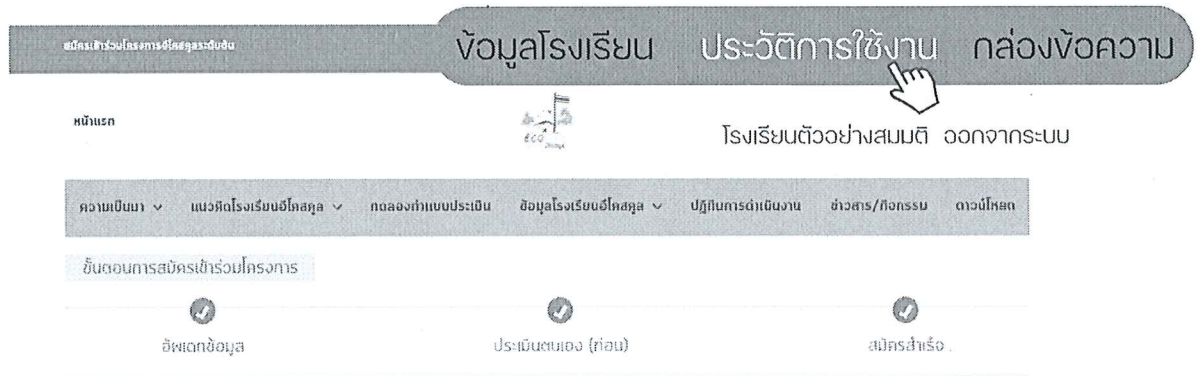 สมัครเข้าร่วมโครงการอีโคสคูลระดับต้น ข้อมูลโรงเรียน ประวัติการใช้งาน กล่องข้อความ
หน้าแรก
ECO
โรงเรียนตัวอย่างสมมติ ออกจากระบบ
ความเป็นมา แนวคิดโรงเรียนอีโคสคูล ทดลองทำแบบประเมิน ข้อมูลโรงเรียนอีโคสคูล ปฏิทินการดำเนินงาน ข่าวสาร/กิจกรรม ดาวน์โหลด
ขั้นตอนการสมัครเข้าร่วมโครงการ
อัพเดทข้อมูล ประเมินตนเอง (ก่อน) สมัครสำเร็จ